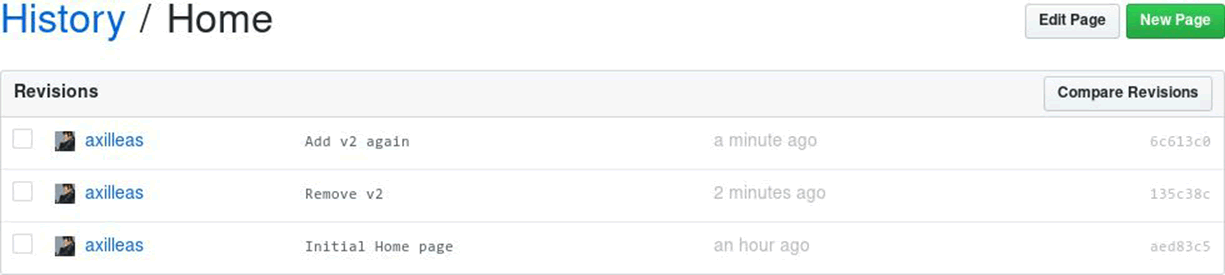 History / Home
Edit Page
New Page
Revisions
Compare Revisions
axilleas Add v2 again a minute ago 6c613c0
axilleas Remove v2 2 minutes ago 135c38c
axilleas Initial Home page an hour ago aed83c5